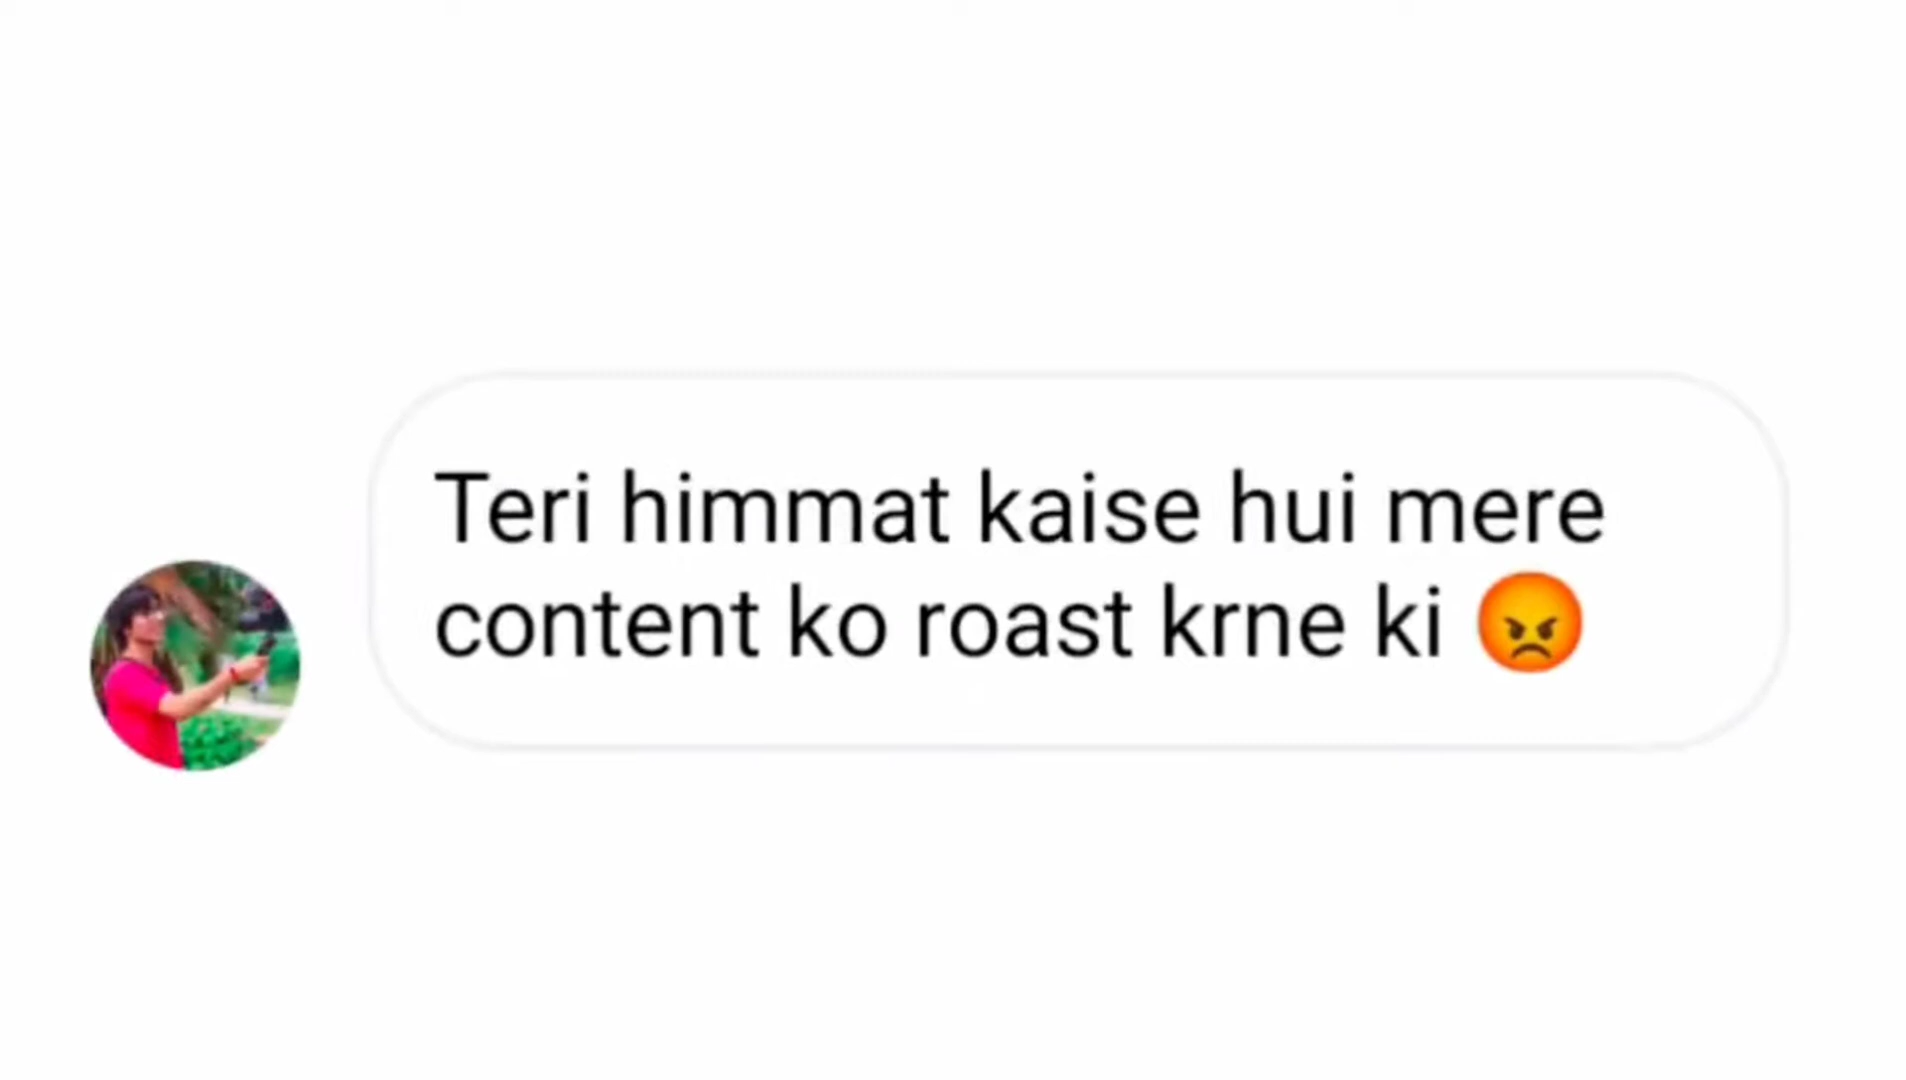 Teri himmat kaise hui mere
content ko roast krne ki 😡